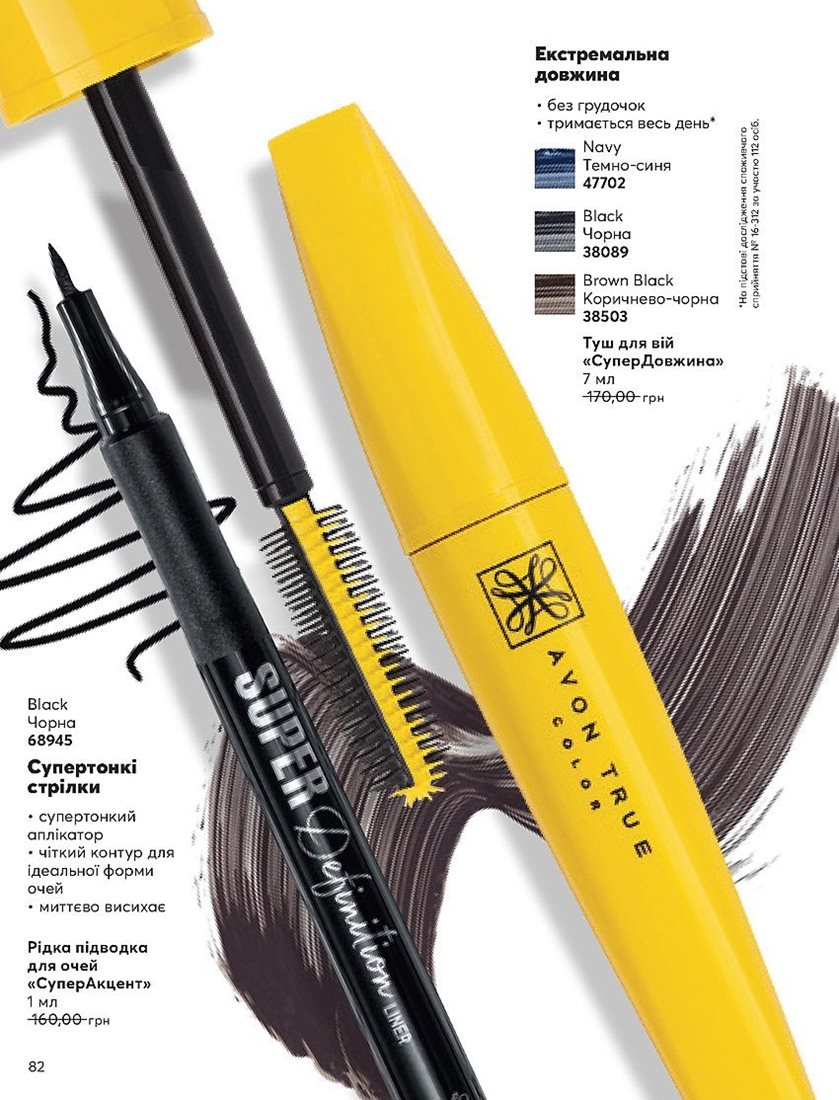 Екстремальна
довжина
• без грудочок
• тримається весь день*
Navy
Темно-синя
47702
Black
Чорна
38089
Brown Black
Коричнево-чорна
38503
Туш для вій
«СуперДовжина»
7 мл
170,00 грн
*На підставі дослідження споживчого
сприйняття № 16-312 за участю 112 осіб.
AVON TRUE
COLOR
SUPER
Definition
LINER
Black
Чорна
68945
Супертонкі
стрілки
• супертонкий
аплікатор
• чіткий контур для
ідеальної форми
очей
• миттєво висихає
Рідка підводка
для очей
«СуперАкцент»
1 мл
160,00 грн
82